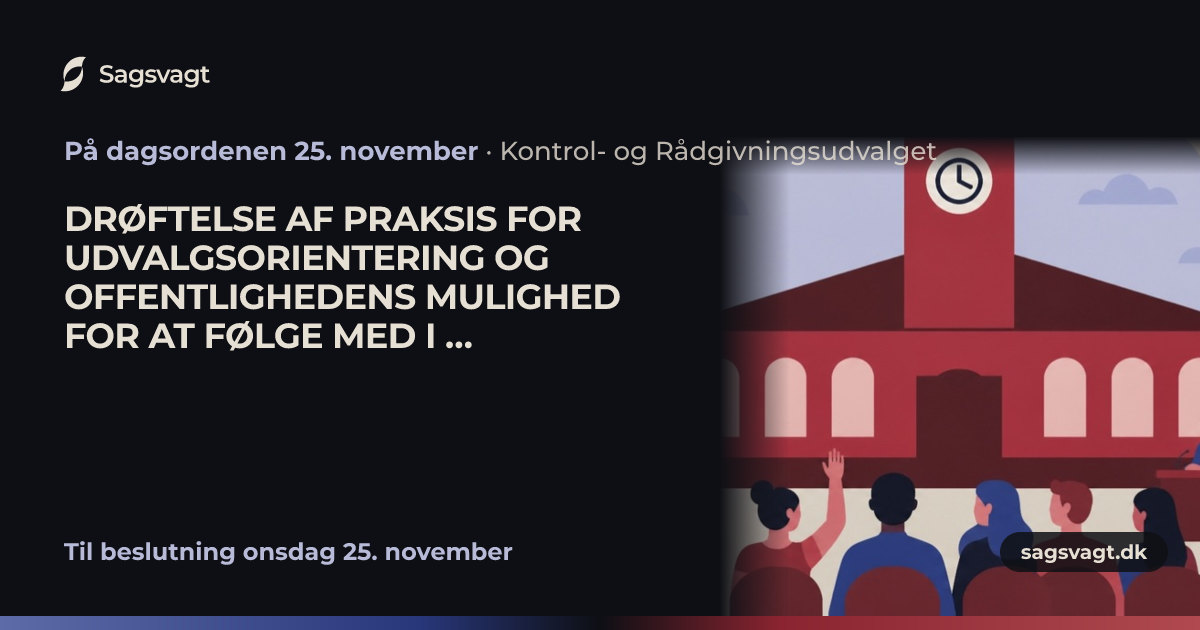 Sagsvagt
På dagsordenen 25. november · Kontrol- og Rådgivningsudvalget
DRØFTELSE AF PRAKSIS FOR
UDVALGSORIENTERING OG
OFFENTLIGHEDENS MULIGHED
FOR AT FØLGE MED I ...
Til beslutning onsdag 25. november
sagsvagt.dk